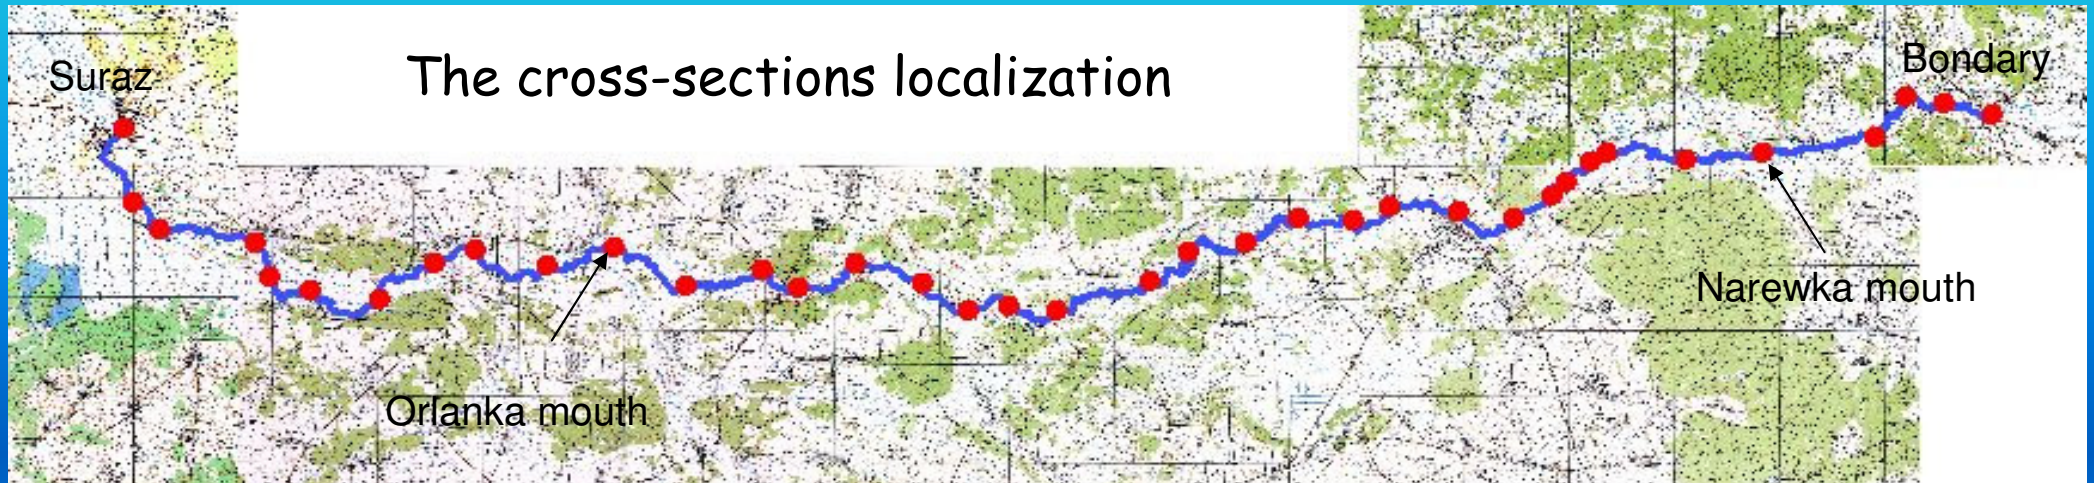 The cross-sections localization
Suraz
Bondary
Narewka mouth
Orlanka mouth